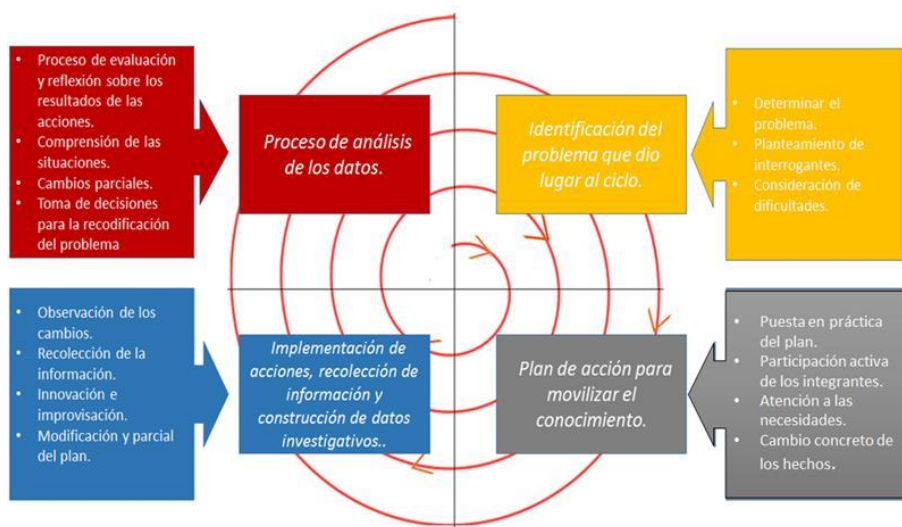 • Proceso de evaluación
y reflexión sobre los
resultados de las
acciones.
• Comprensión de las
situaciones.
• Cambios parciales.
• Toma de decisiones
para la recodificación
del problema
Proceso de análisis
de los datos.
Identificación del
problema que dio
lugar al ciclo.
• Determinar el
problema.
• Planteamiento de
interrogantes.
• Consideración de
dificultades.
• Observación de los
cambios.
• Recolección de la
información.
• Innovación e
improvisación.
• Modificación y parcial
del plan.
Implementación de
acciones, recolección de
información y
construcción de datos
investigativos..
Plan de acción para
movilizar el
conocimiento.
• Puesta en práctica
del plan.
• Participación activa
de los integrantes.
• Atención a las
necesidades.
• Cambio concreto de
los hechos.